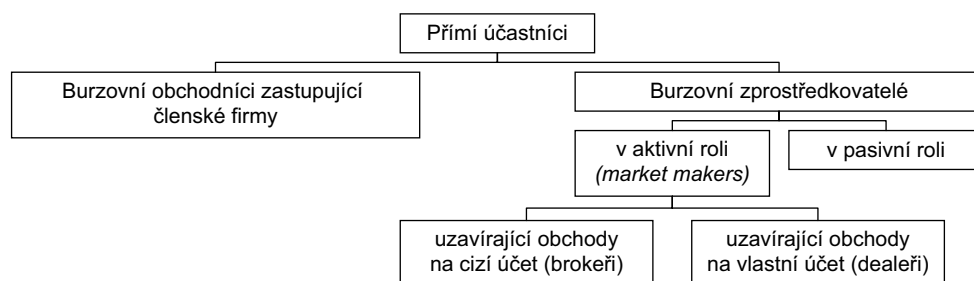 Přímí účastníci
Burzovní obchodníci zastupující
členské firmy
Burzovní zprostředkovatelé
v aktivní roli
(market makers)
v pasivní roli
uzavírající obchody
na cizí účet (brokeři)
uzavírající obchody
na vlastní účet (dealeři)